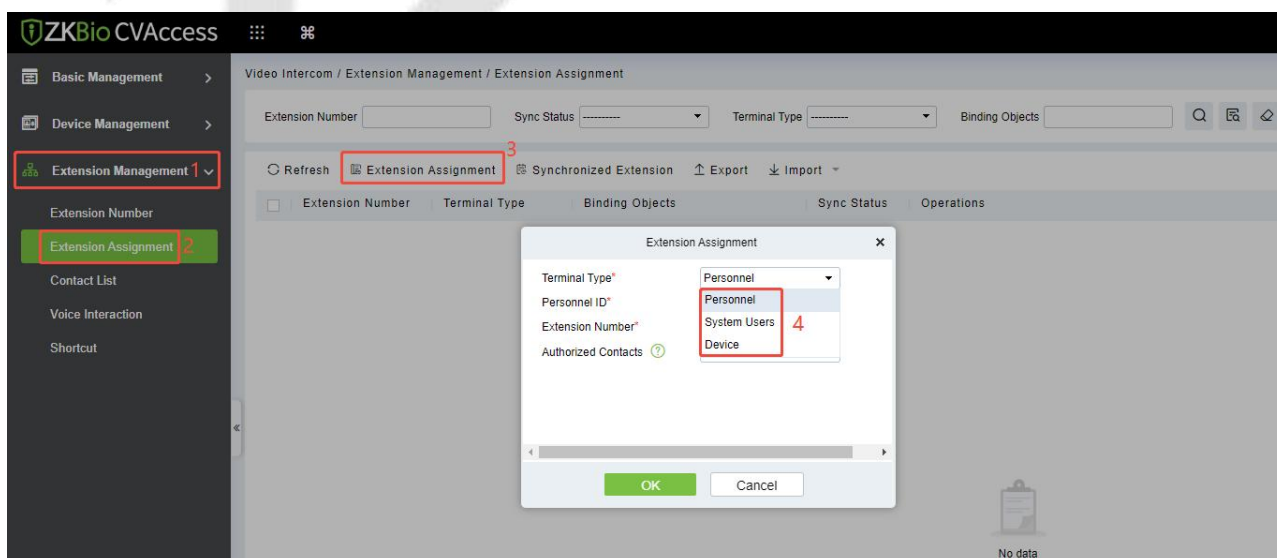 ZKBio CVAccess
Basic Management
Device Management
Extension Management 1
Extension Number
Extension Assignment 2
Contact List
Voice Interaction
Shortcut
Video Intercom / Extension Management / Extension Assignment
Extension Number Sync Status ---------- Terminal Type ---------- Binding Objects
3
Refresh Extension Assignment Synchronized Extension Export Import
Extension Number Terminal Type Binding Objects Sync Status Operations
Extension Assignment
Terminal Type* Personnel
Personnel ID* Personnel
Extension Number* System Users 4
Authorized Contacts ? Device
OK Cancel
No data